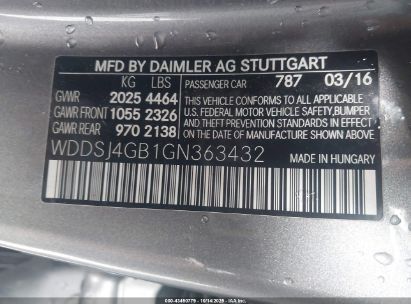 MFD BY DAIMLER AG STUTTGART
KG LBS PASSENGER CAR 787 03/16
GVWR 2025 4464
GAWR FRONT 1055 2326
GAWR REAR 970 2138
THIS VEHICLE CONFORMS TO ALL APPLICABLE
U.S. FEDERAL MOTOR VEHICLE SAFETY, BUMPER
AND THEFT PREVENTION STANDARDS IN EFFECT
ON THE DATE OF MANUFACTURE SHOWN ABOVE.
WDDSJ4GB1GN363432
MADE IN HUNGARY